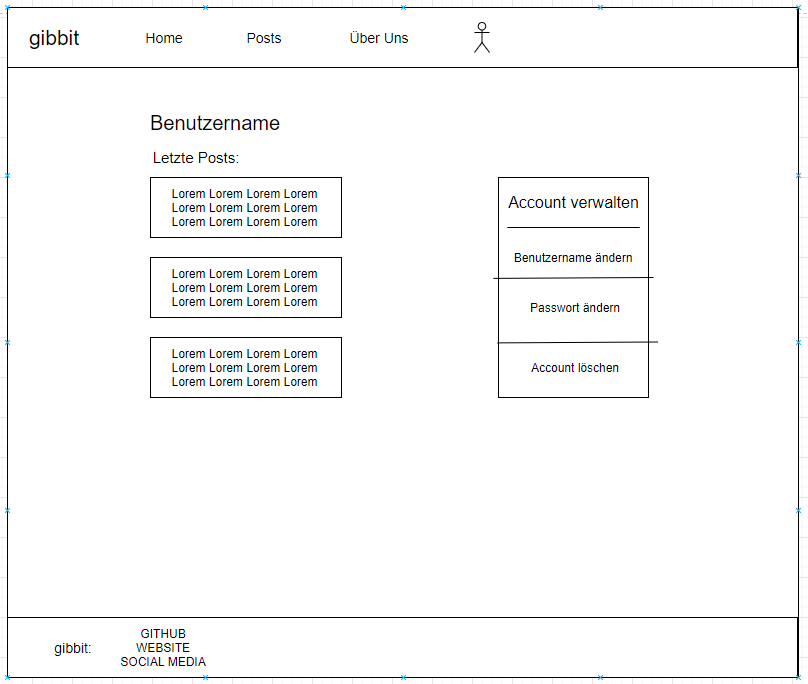 gibbit
Home
Posts
Über Uns
Benutzername
Letzte Posts:
Lorem Lorem Lorem Lorem
Lorem Lorem Lorem Lorem
Lorem Lorem Lorem Lorem
Lorem Lorem Lorem Lorem
Lorem Lorem Lorem Lorem
Lorem Lorem Lorem Lorem
Lorem Lorem Lorem Lorem
Lorem Lorem Lorem Lorem
Lorem Lorem Lorem Lorem
Account verwalten
Benutzername ändern
Passwort ändern
Account löschen
gibbit:
GITHUB
WEBSITE
SOCIAL MEDIA